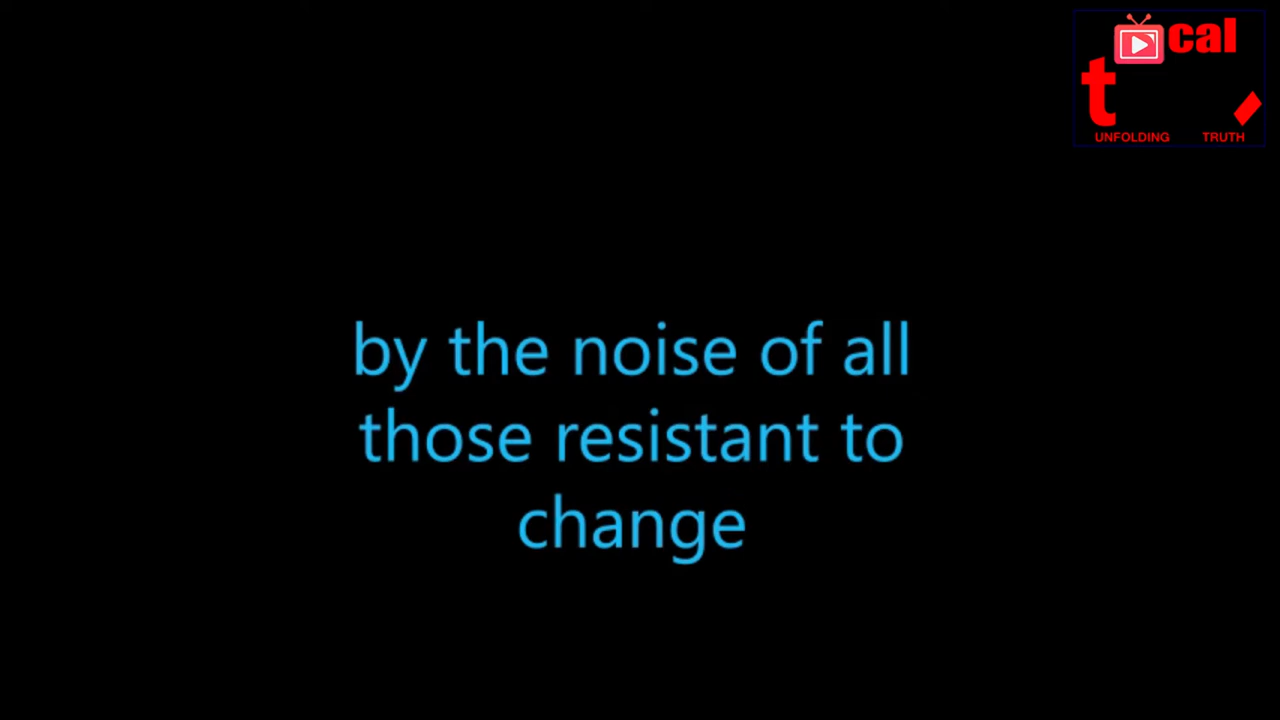 cal
t
UNFOLDING TRUTH
by the noise of all
those resistant to
change